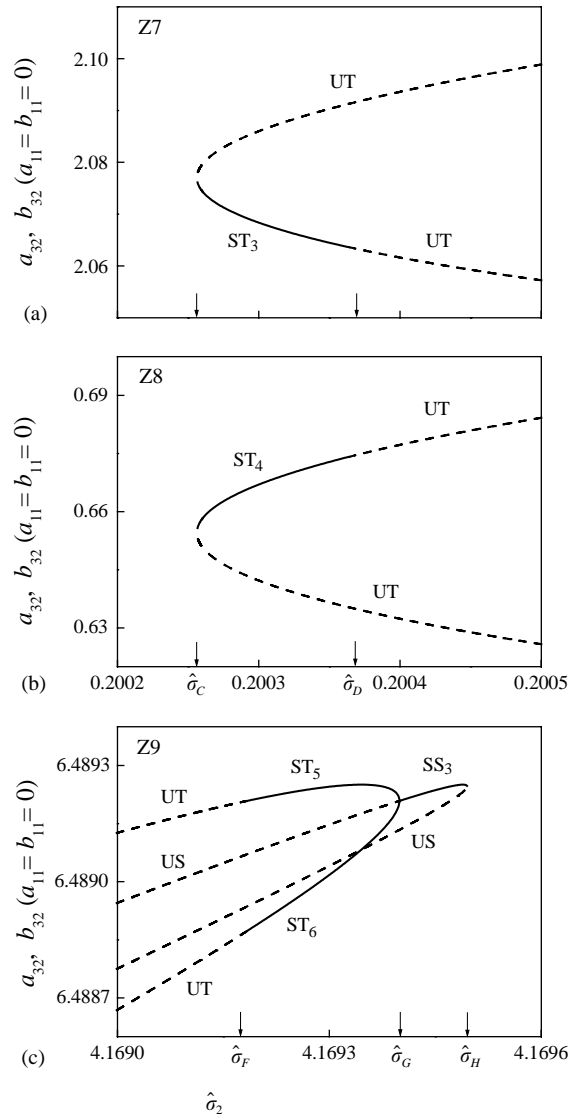 Z7
2.10
UT
2.08
ST3
UT
2.06
a32, b32 (a11= b11= 0)
(a)
Z8
0.69
UT
ST4
0.66
UT
0.63
a32, b32 (a11= b11= 0)
(b)
0.2002 σ̂C 0.2003 σ̂D 0.2004 0.2005
Z9
6.4893
ST5 SS3
UT
US
6.4890
US
ST6
6.4887
UT
a32, b32 (a11= b11= 0)
(c)
4.1690 σ̂F 4.1693 σ̂G σ̂H 4.1696
σ̂2